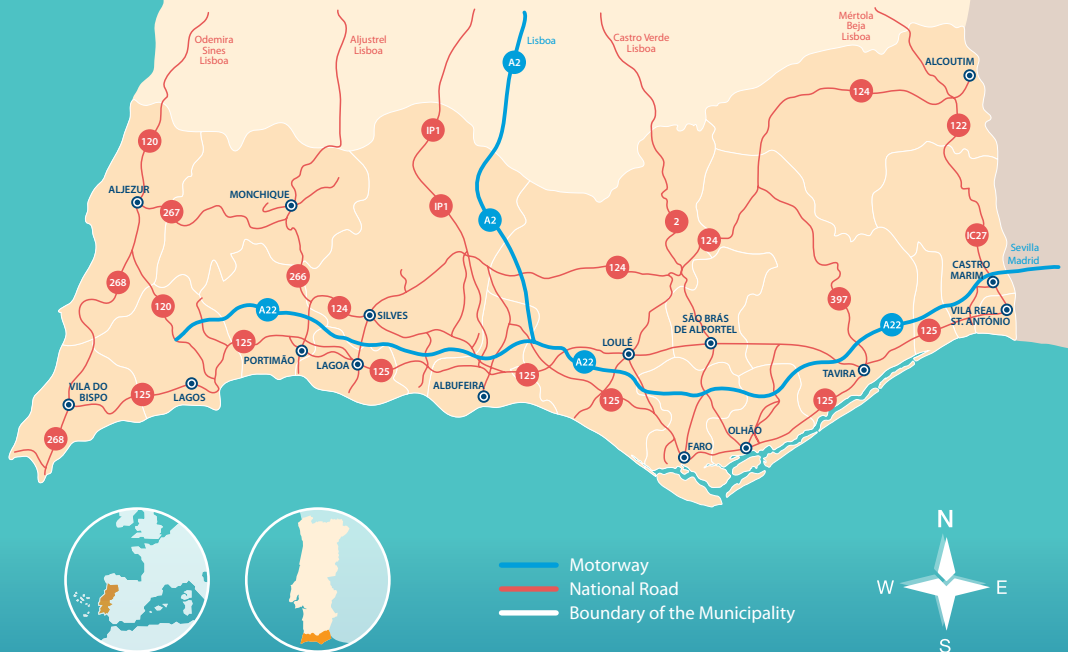 Odemira
Sines
Lisboa
Aljustrel
Lisboa
Lisboa
Castro Verde
Lisboa
Mértola
Beja
Lisboa
A2
ALCOUTIM
124
IP1
122
120
ALJEZUR
MONCHIQUE
267
IP1
A2
2
124
IC27
Sevilla
Madrid
268
266
124
CASTRO
MARIM
120
A22
124
SILVES
397
VILA REAL
ST. ANTÓNIO
SÃO BRÁS
DE ALPORTEL
A22
125
125
PORTIMÃO
LAGOA
125
LOULÉ
A22
125
TAVIRA
VILA DO
BISPO
125
LAGOS
ALBUFEIRA
125
125
268
FARO
OLHÃO
Motorway
National Road
Boundary of the Municipality
N
W
E
S